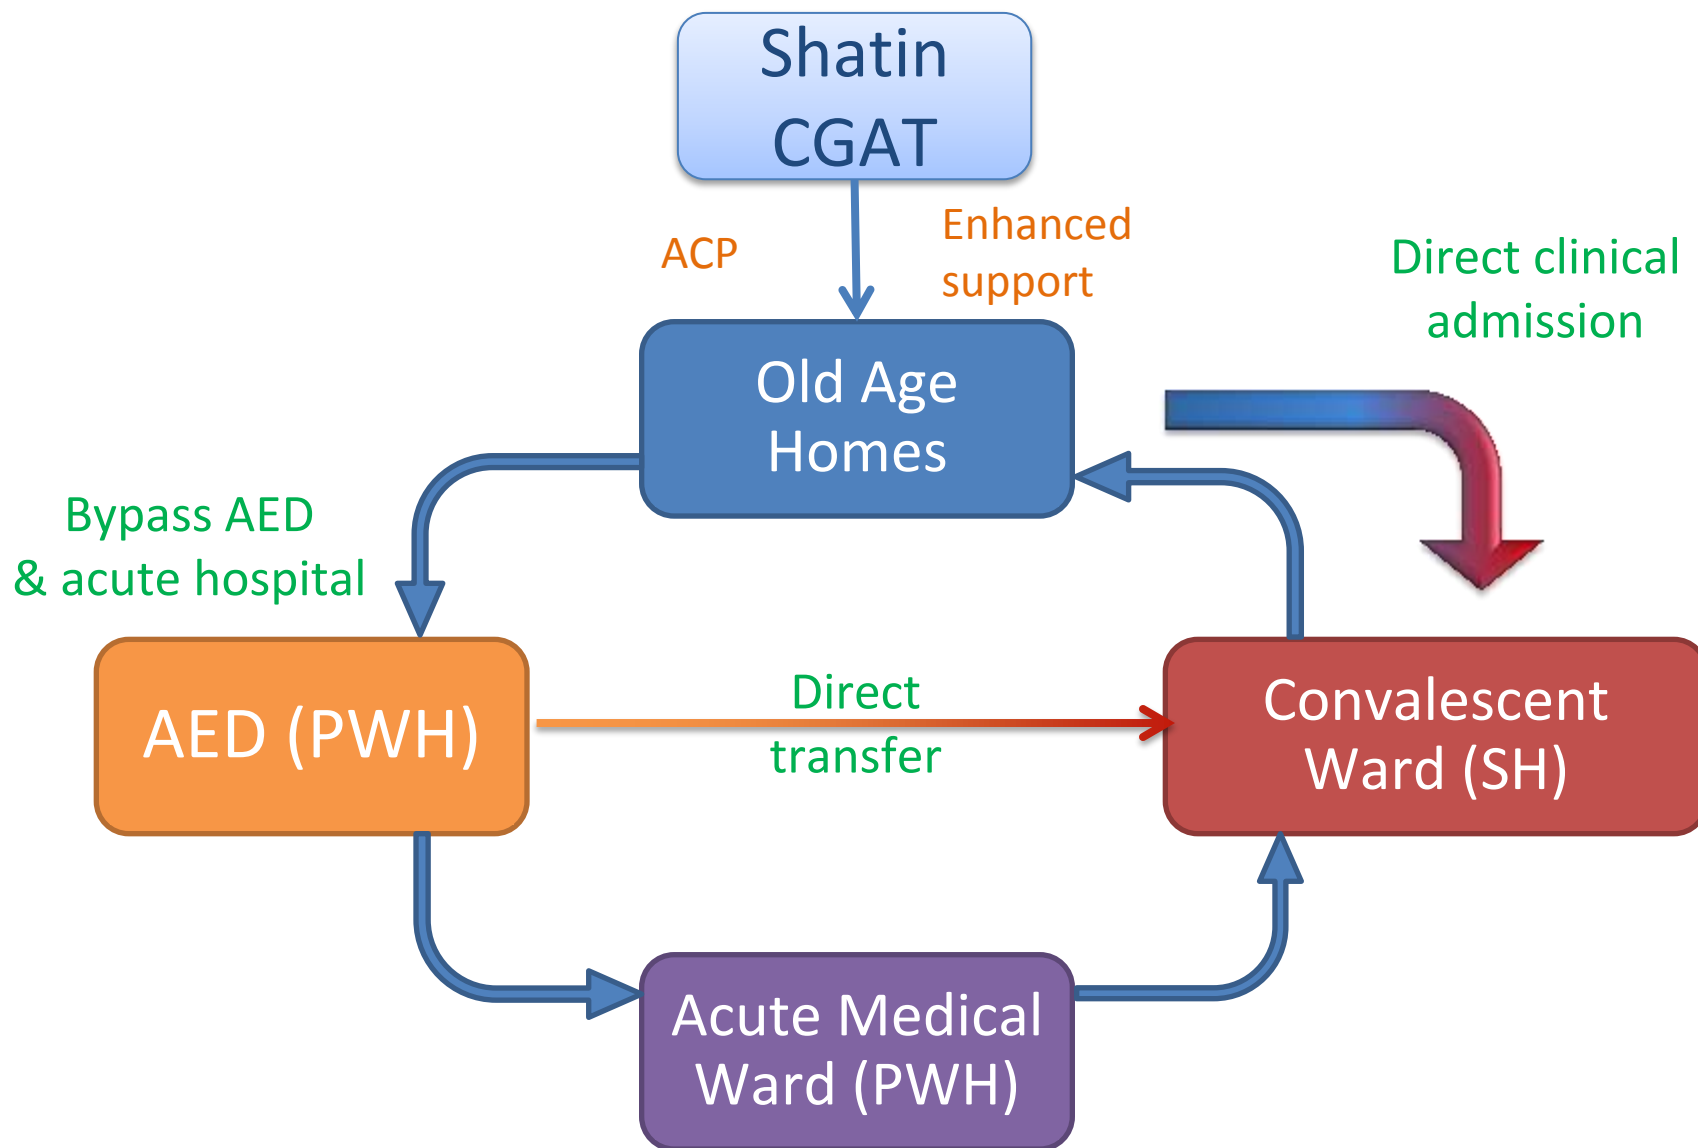 Shatin
CGAT
ACP
Enhanced
support
Direct clinical
admission
Old Age
Homes
Bypass AED
& acute hospital
AED (PWH)
Direct
transfer
Convalescent
Ward (SH)
Acute Medical
Ward (PWH)